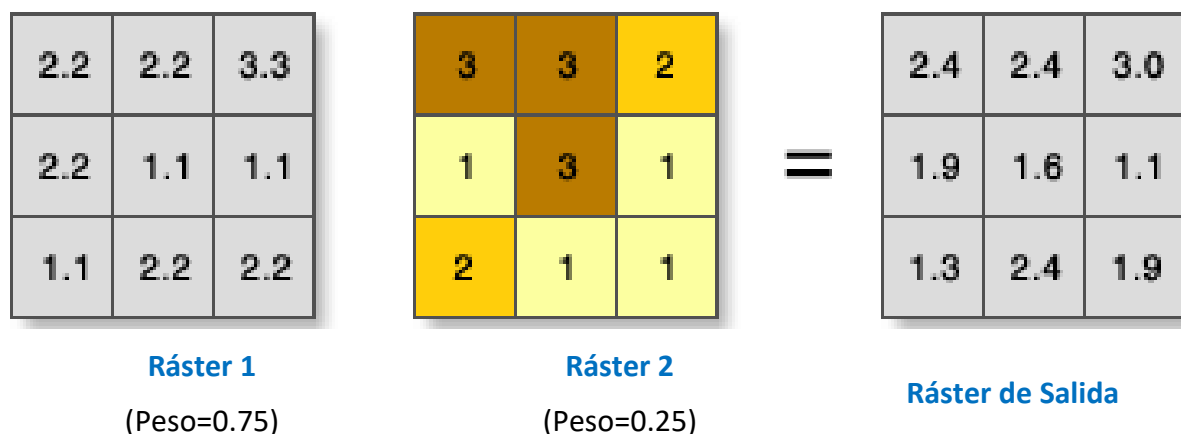 2.2 2.2 3.3 3 3 2 2.4 2.4 3.0
2.2 1.1 1.1 1 3 1 = 1.9 1.6 1.1
1.1 2.2 2.2 2 1 1 1.3 2.4 1.9
Ráster 1 Ráster 2 Ráster de Salida
(Peso=0.75) (Peso=0.25)